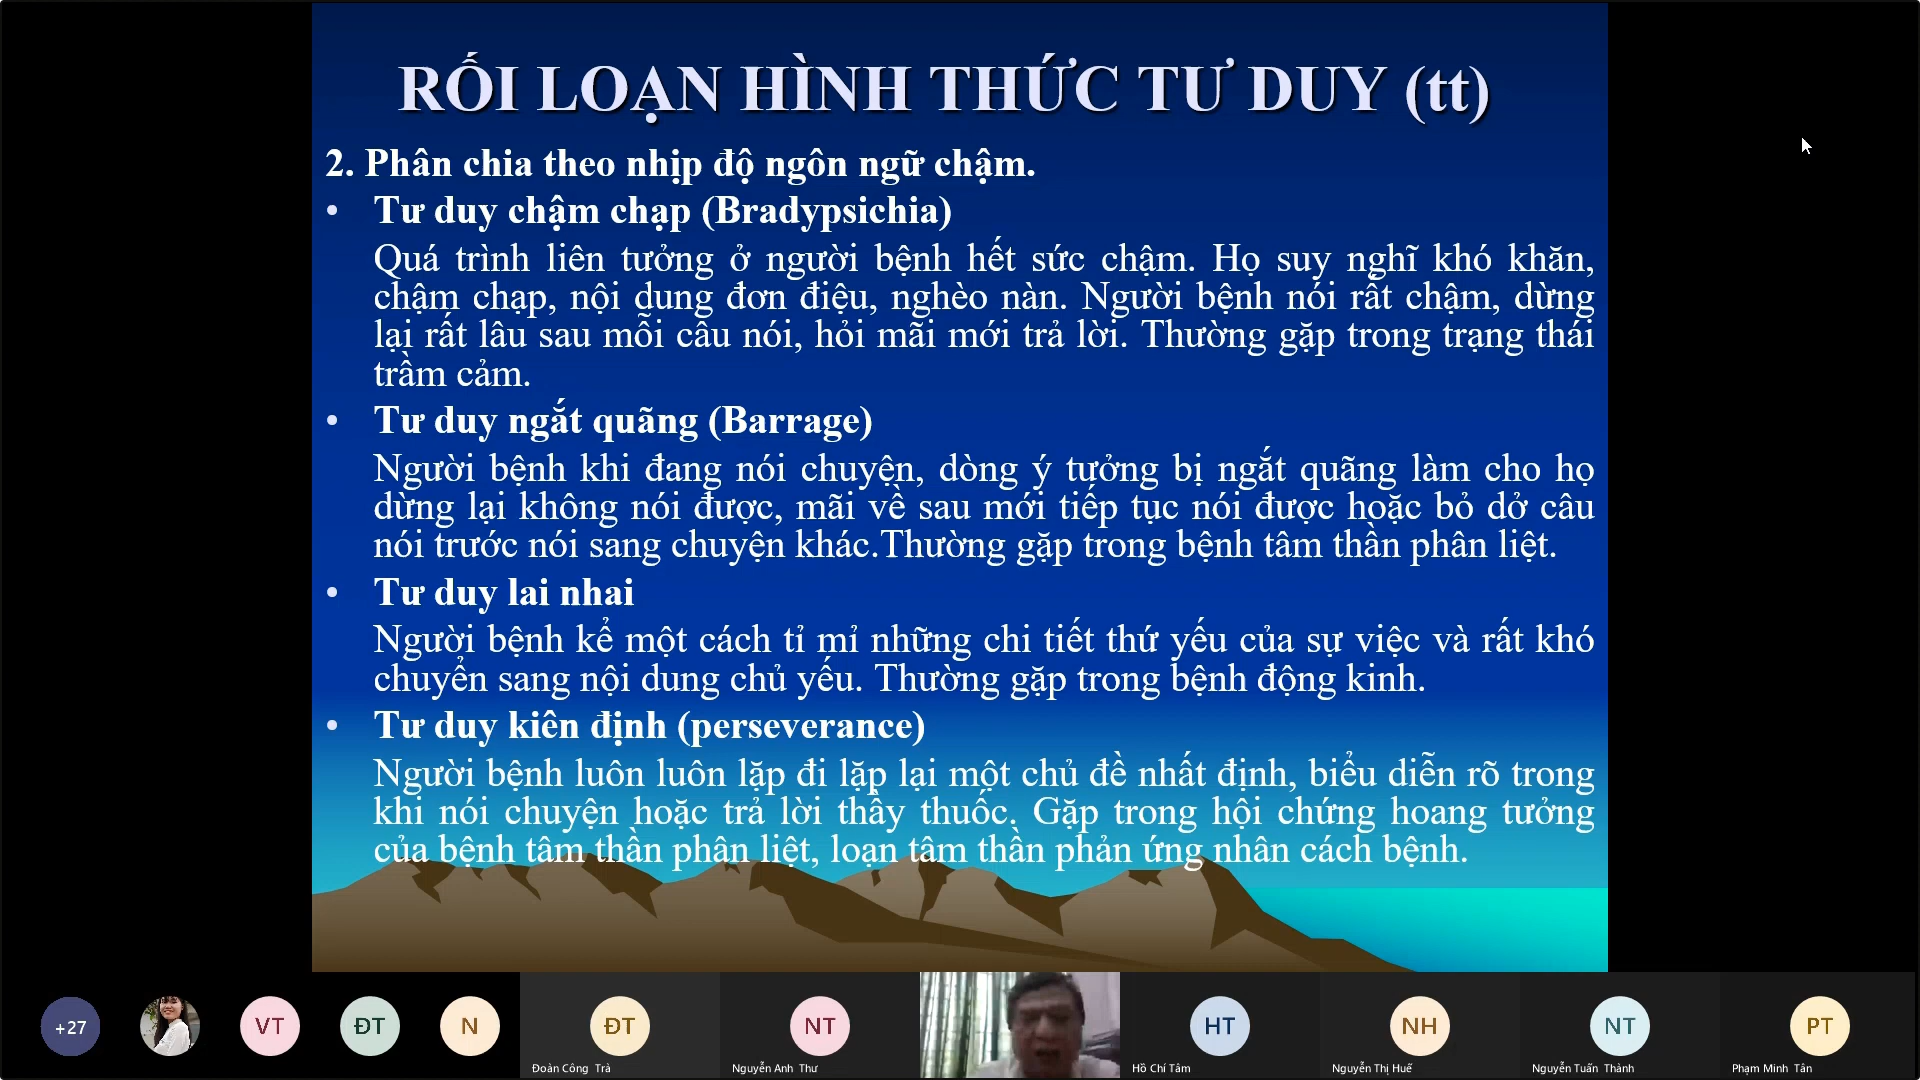 RỐI LOẠN HÌNH THỨC TƯ DUY (tt)
2. Phân chia theo nhịp độ ngôn ngữ chậm.
• Tư duy chậm chạp (Bradypsichia)
Quá trình liên tưởng ở người bệnh hết sức chậm. Họ suy nghĩ khó khăn,
chậm chạp, nội dung đơn điệu, nghèo nàn. Người bệnh nói rất chậm, dừng
lại rất lâu sau mỗi câu nói, hỏi mãi mới trả lời. Thường gặp trong trạng thái
trầm cảm.
• Tư duy ngắt quãng (Barrage)
Người bệnh khi đang nói chuyện, dòng ý tưởng bị ngắt quãng làm cho họ
dừng lại không nói được, mãi về sau mới tiếp tục nói được hoặc bỏ dở câu
nói trước nói sang chuyện khác.Thường gặp trong bệnh tâm thần phân liệt.
• Tư duy lai nhai
Người bệnh kể một cách tỉ mỉ những chi tiết thứ yếu của sự việc và rất khó
chuyển sang nội dung chủ yếu. Thường gặp trong bệnh động kinh.
• Tư duy kiên định (perseverance)
Người bệnh luôn luôn lặp đi lặp lại một chủ đề nhất định, biểu diễn rõ trong
khi nói chuyện hoặc trả lời thầy thuốc. Gặp trong hội chứng hoang tưởng
của bệnh tâm thần phân liệt, loạn tâm thần phản ứng nhân cách bệnh.
+27 VT ĐT N ĐT NT HT NH NT PT
Đoàn Công Trà Nguyễn Anh Thư Hồ Chí Tâm Nguyễn Thị Huế Nguyễn Tuấn Thành Phạm Minh Tân